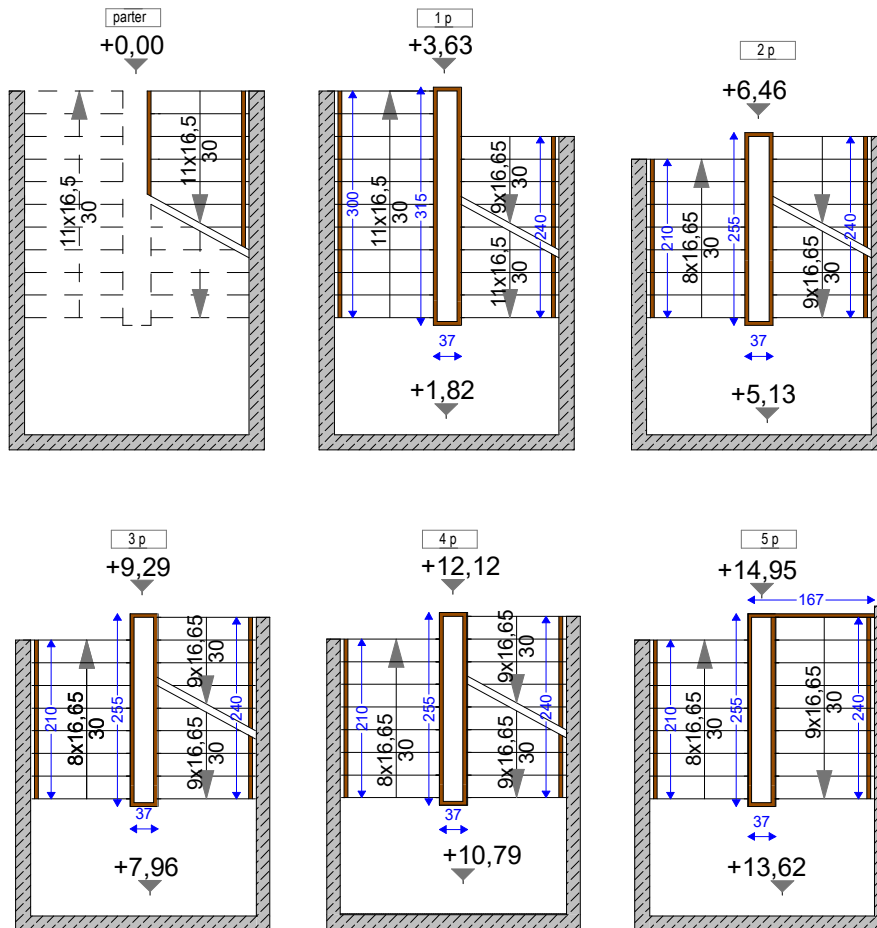 parter
+0,00
11x16,5
30
11x16,5
30
1 p
+3,63
300
11x16,5
30
315
9x16,65
30
11x16,5
30
240
37
+1,82
2 p
+6,46
210
8x16,65
30
255
9x16,65
30
240
37
+5,13
3 p
+9,29
210
8x16,65
30
255
9x16,65
30
9x16,65
30
240
37
+7,96
4 p
+12,12
210
8x16,65
30
255
9x16,65
30
9x16,65
30
240
37
+10,79
5 p
+14,95
167
210
8x16,65
30
255
9x16,65
30
240
37
+13,62